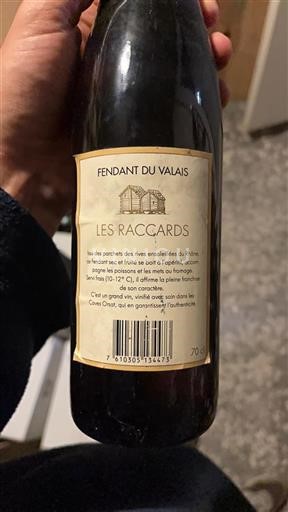 FENDANT DU VALAIS
LES RACCARDS
Issu des parchets des rives ensoleillées du Rhône,
ce Fendant sec et fruité se boit à l'apéritif, accom-
pagne les poissons et les mets au fromage.
Servi frais (10-12° C), il affirme la pleine franchise
de son caractère.
C'est un grand vin, vinifié avec soin dans les
Caves Orsat, qui en garantissent l'authenticité.
7 610305 134473
70 cl